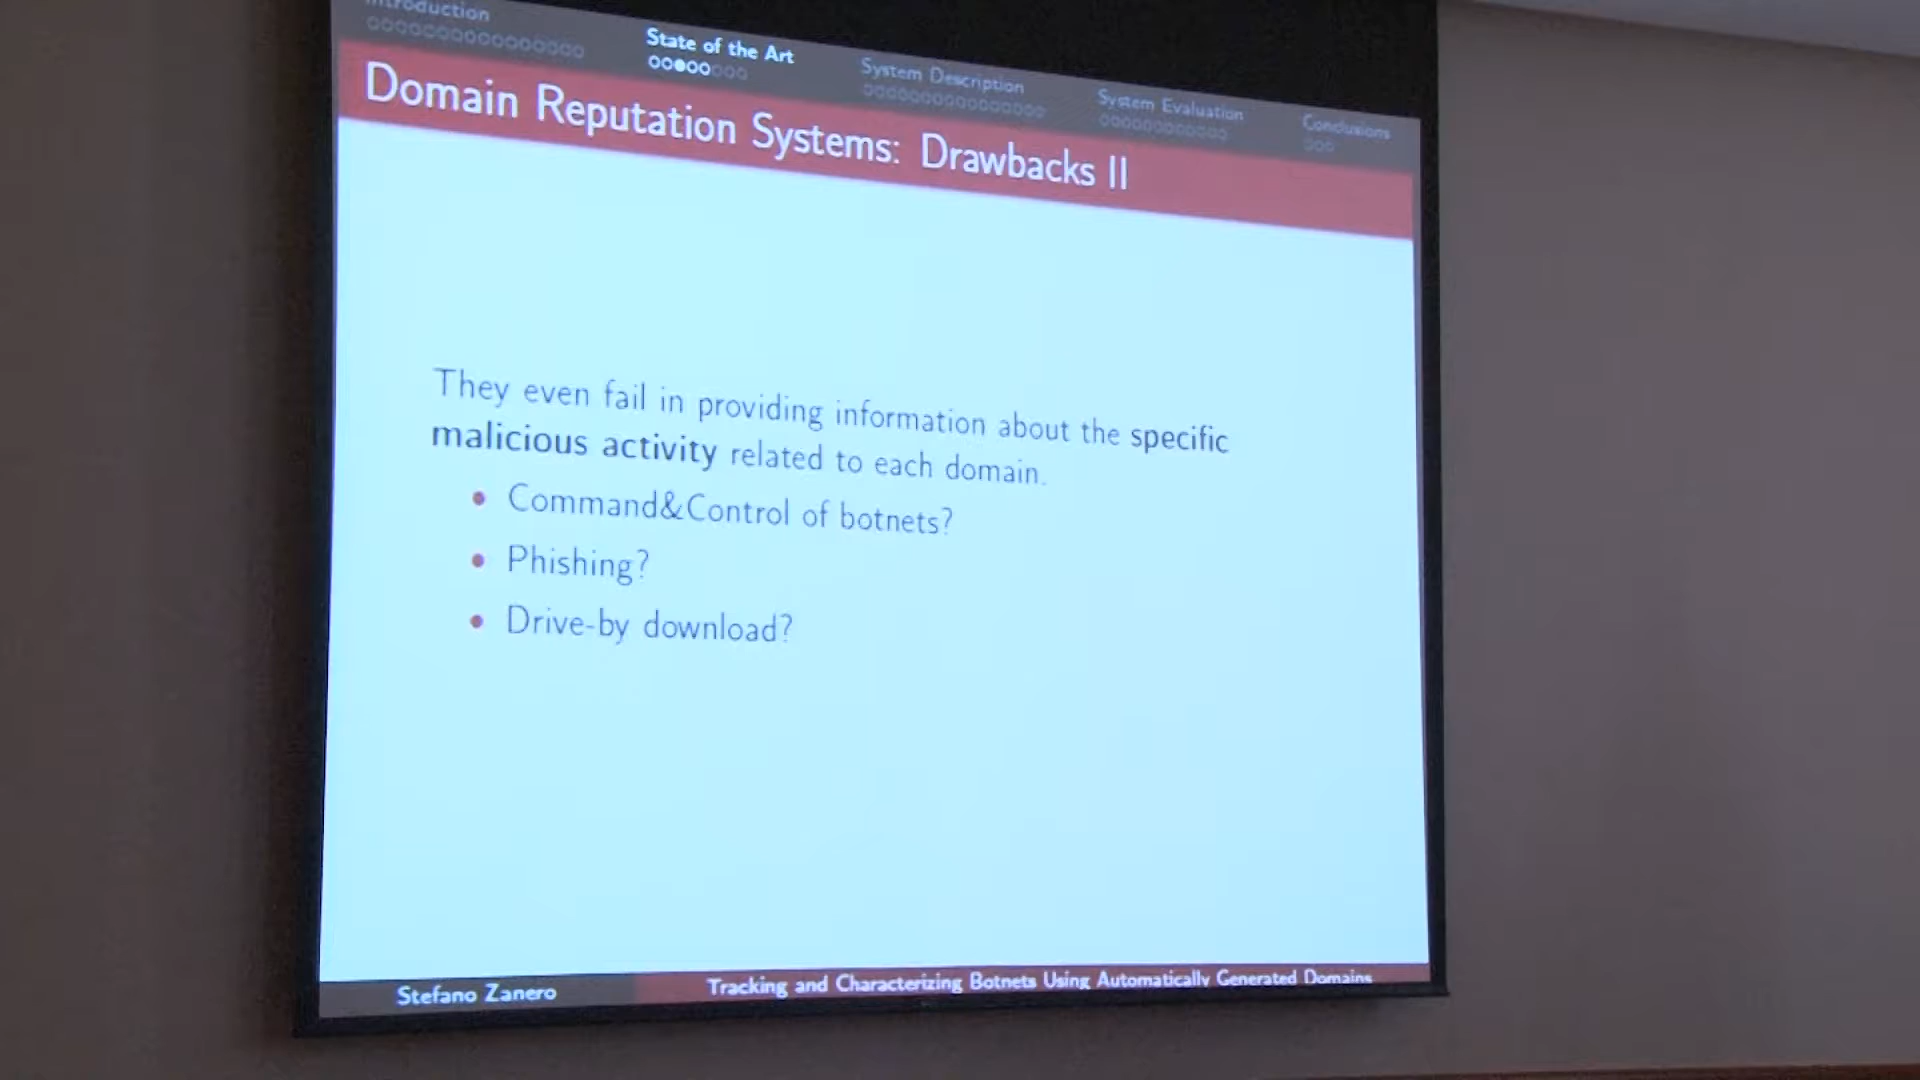 Introduction
State of the Art
System Description
System Evaluation
Conclusions
Domain Reputation Systems: Drawbacks II
They even fail in providing information about the specific
malicious activity related to each domain.
• Command&Control of botnets?
• Phishing?
• Drive-by download?
Stefano Zanero
Tracking and Characterizing Botnets Using Automatically Generated Domains